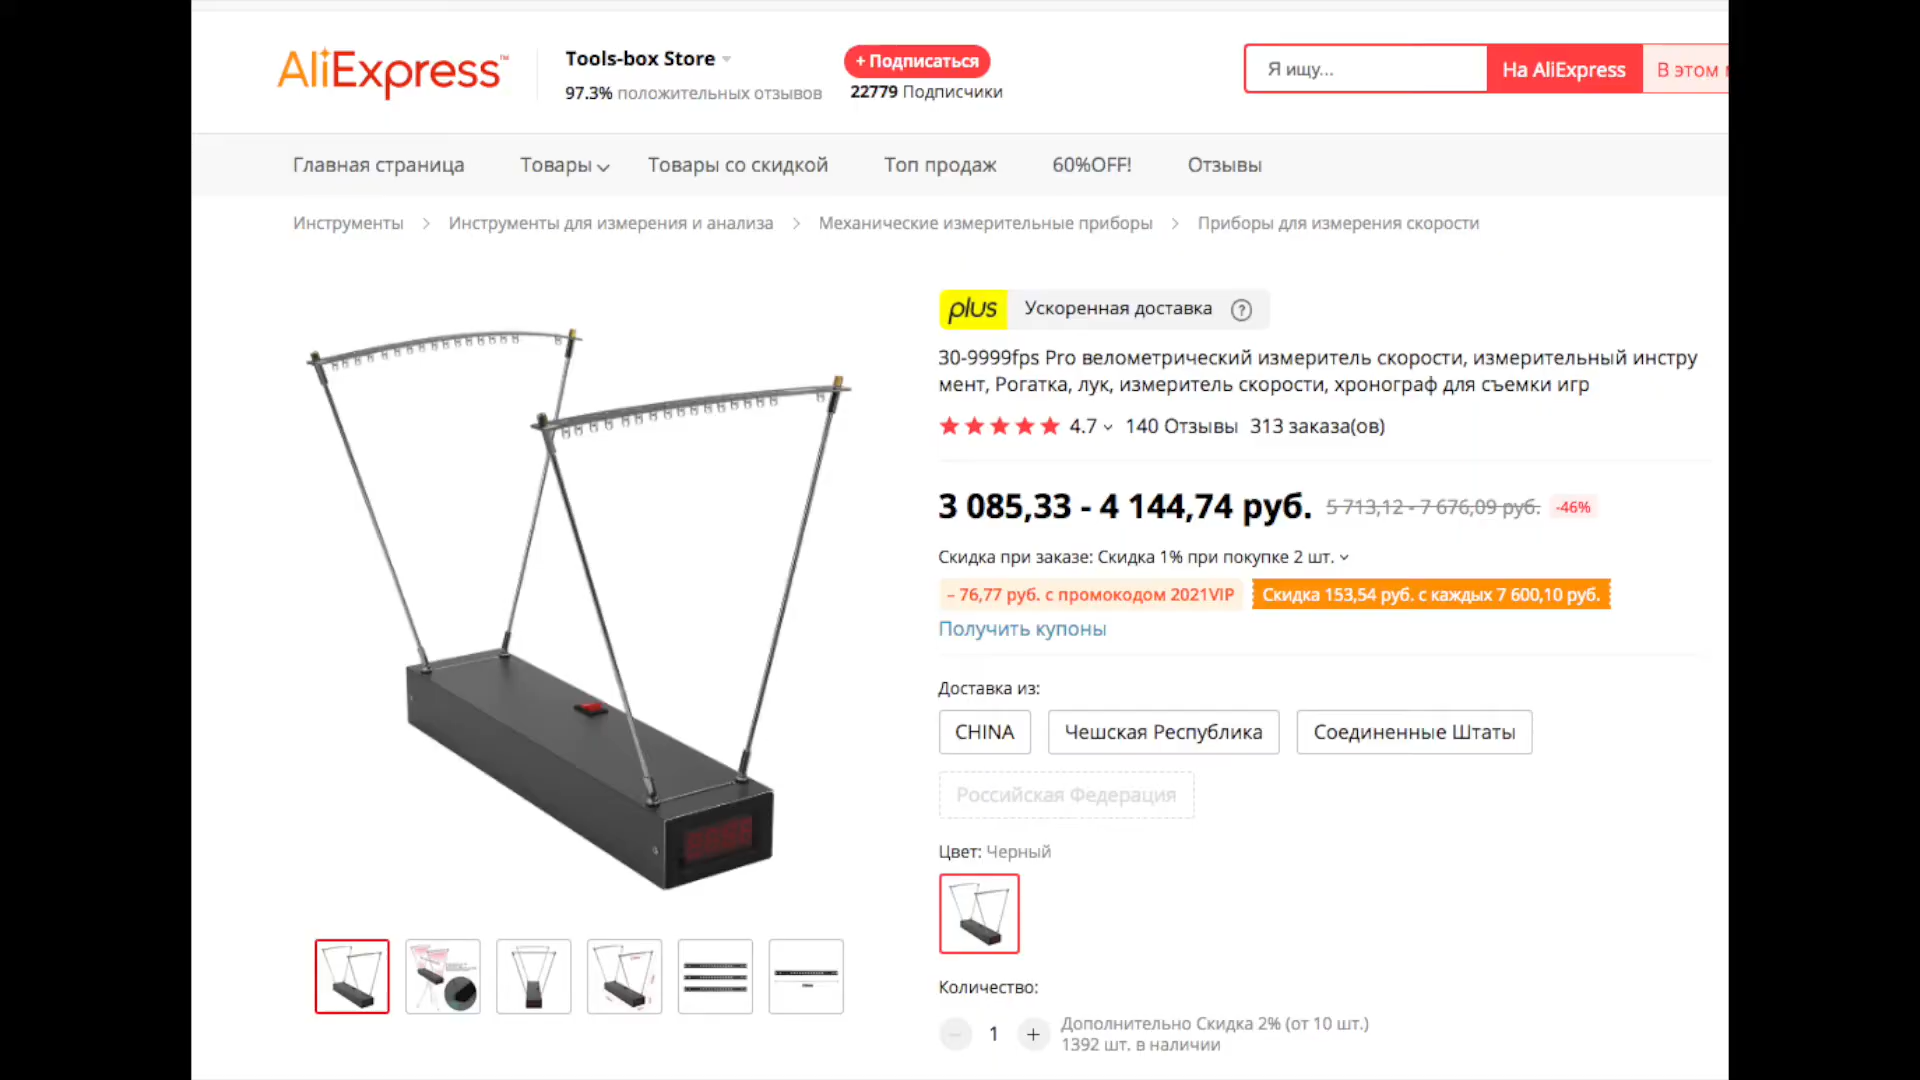 AliExpress™
Tools-box Store
97.3% положительных отзывов
+ Подписаться
22779 Подписчики
Я ищу...
На AliExpress
В этом
Главная страница
Товары
Товары со скидкой
Топ продаж
60%OFF!
Отзывы
Инструменты > Инструменты для измерения и анализа > Механические измерительные приборы > Приборы для измерения скорости
plus Ускоренная доставка ?
30-9999fps Pro велометрический измеритель скорости, измерительный инстру
мент, Рогатка, лук, измеритель скорости, хронограф для съемки игр
4.7 140 Отзывы 313 заказа(ов)
3 085,33 - 4 144,74 руб. 5 713,12 - 7 676,09 руб. -46%
Скидка при заказе: Скидка 1% при покупке 2 шт.
– 76,77 руб. с промокодом 2021VIP Скидка 153,54 руб. с каждых 7 600,10 руб.
Получить купоны
Доставка из:
CHINA
Чешская Республика
Соединенные Штаты
Российская Федерация
Цвет: Черный
Количество:
− 1 +
Дополнительно Скидка 2% (от 10 шт.)
1392 шт. в наличии